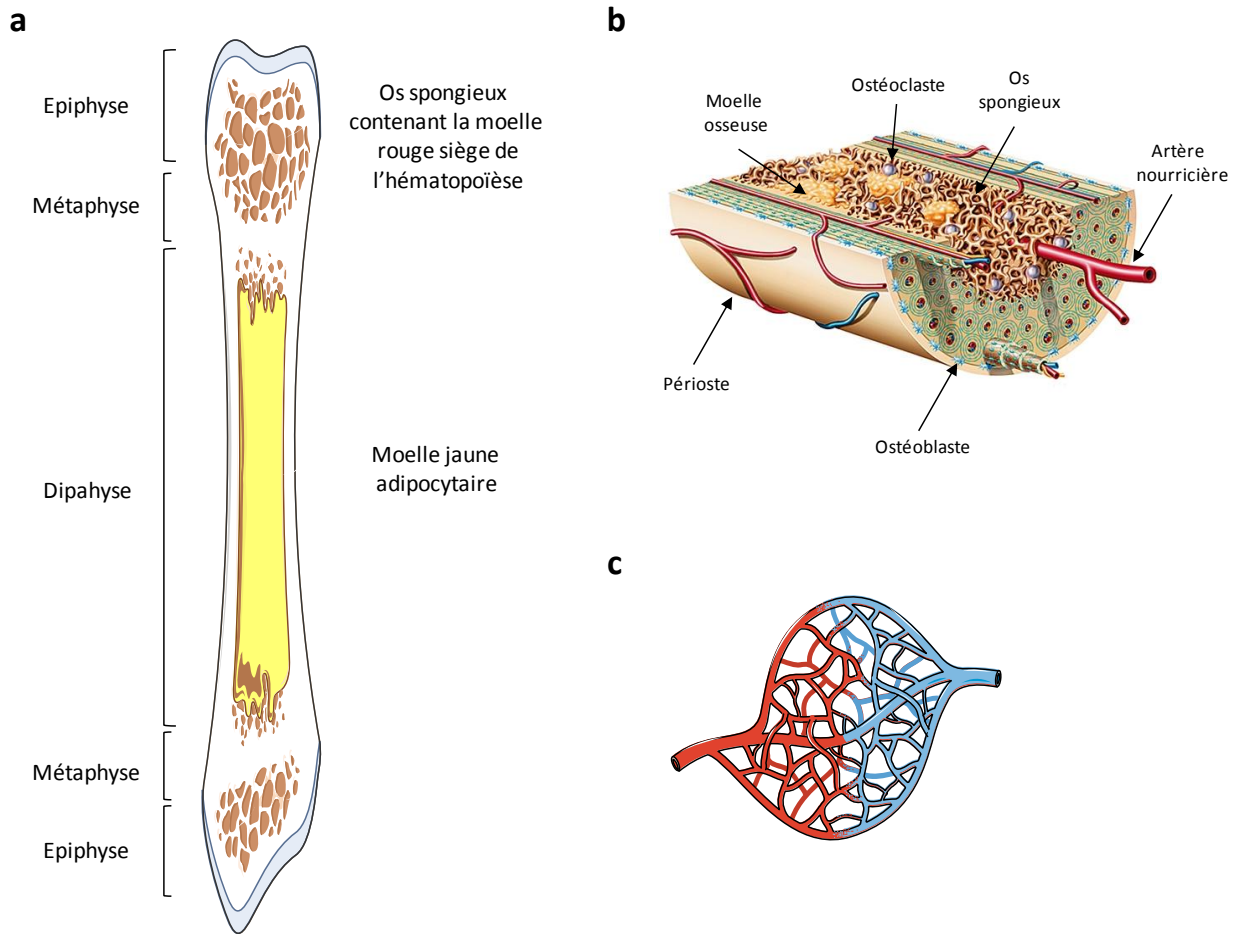 a
Epiphyse
Métaphyse
Dipahyse
Métaphyse
Epiphyse
Os spongieux
contenant la moelle
rouge siège de
l'hématopoïèse
Moelle jaune
adipocytaire
b
Moelle
osseuse
Ostéoclaste
Os
spongieux
Artère
nourricière
Périoste
Ostéoblaste
c